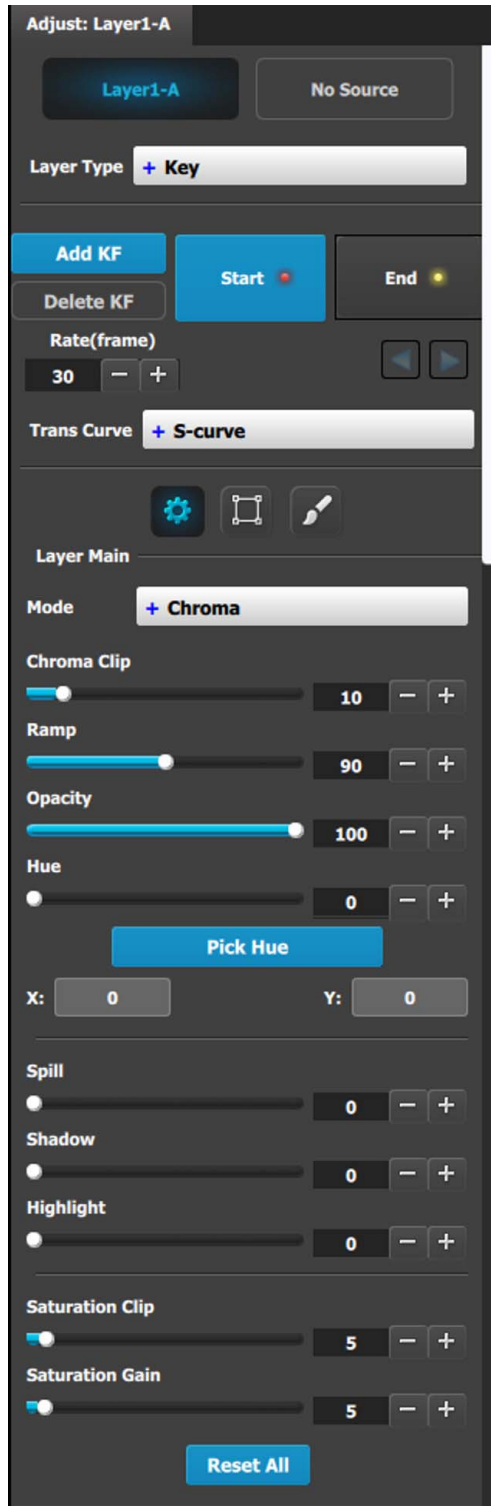 Adjust: Layer1-A
Layer1-A No Source
Layer Type + Key
Add KF Start End
Delete KF
Rate(frame)
30 − +
Trans Curve + S-curve
Layer Main
Mode + Chroma
Chroma Clip
10 − +
Ramp
90 − +
Opacity
100 − +
Hue
0 − +
Pick Hue
X: 0 Y: 0
Spill
0 − +
Shadow
0 − +
Highlight
0 − +
Saturation Clip
5 − +
Saturation Gain
5 − +
Reset All